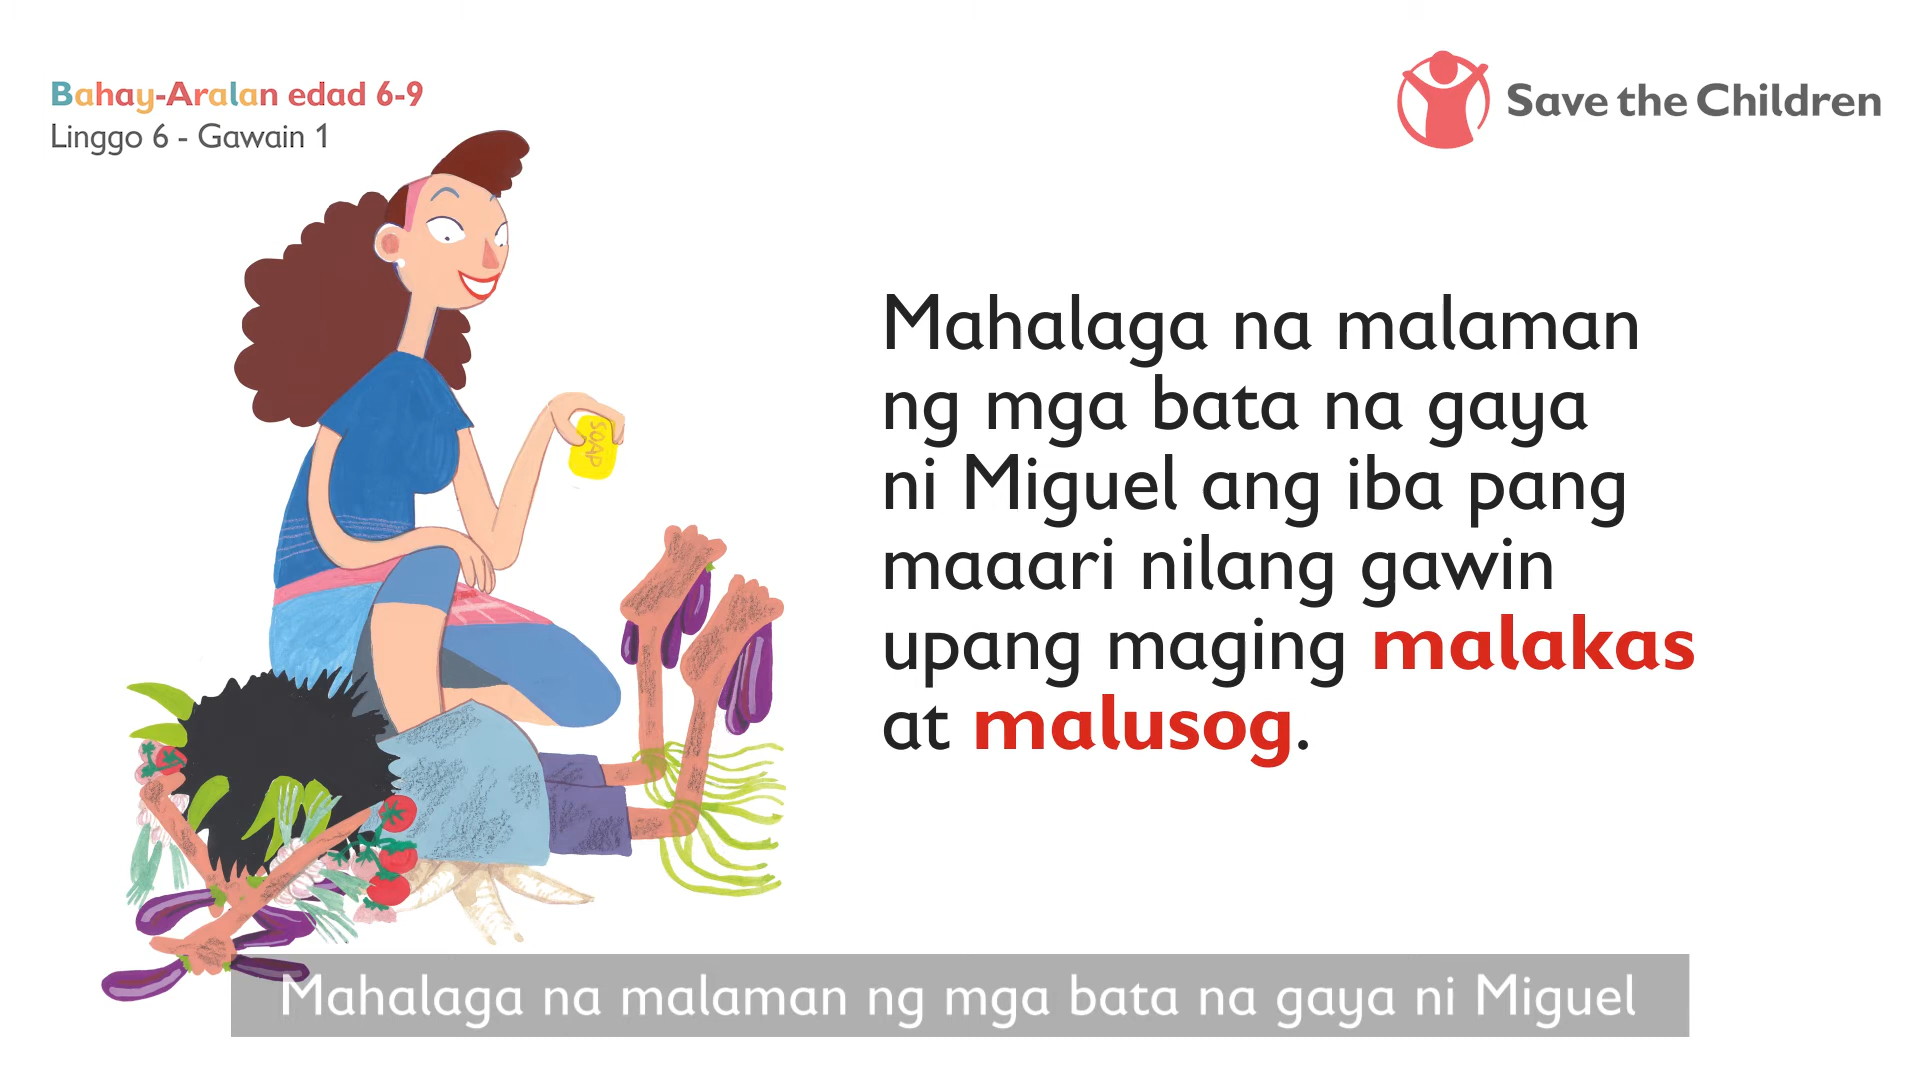 Bahay-Aralan edad 6-9
Linggo 6 - Gawain 1
Save the Children
SOAP
Mahalaga na malaman
ng mga bata na gaya
ni Miguel ang iba pang
maaari nilang gawin
upang maging malakas
at malusog.
Mahalaga na malaman ng mga bata na gaya ni Miguel